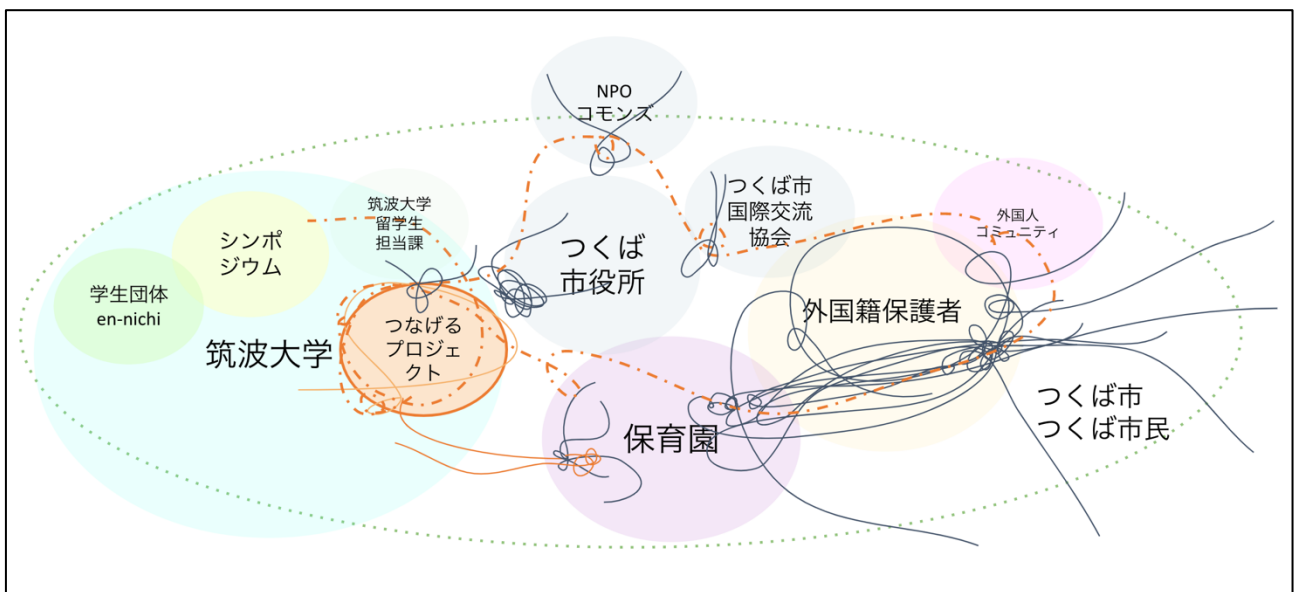 NPO
コモンズ
つくば市
国際交流
協会
筑波大学
留学生
担当課
外国人
コミュニティ
シンポ
ジウム
つくば
市役所
学生団体
en-nichi
外国籍保護者
つなげる
プロジェ
クト
筑波大学
つくば市
つくば市民
保育園